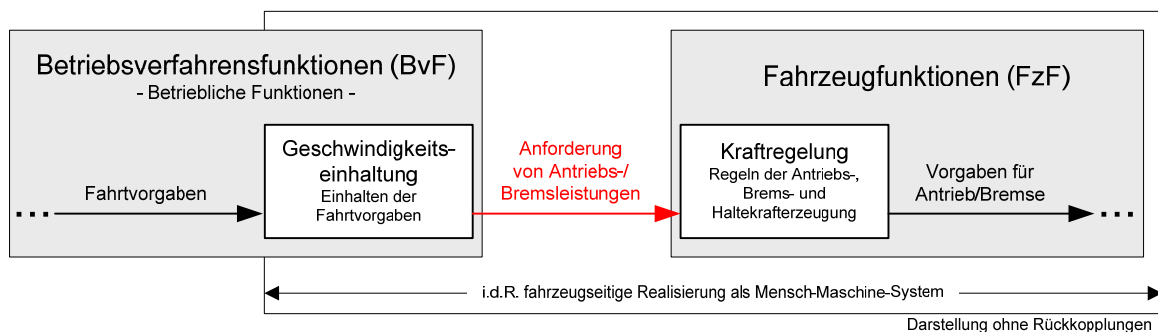 Betriebsverfahrensfunktionen (BvF)
- Betriebliche Funktionen -
Fahrzeugfunktionen (FzF)
... Fahrtvorgaben
Geschwindigkeits-
einhaltung
Einhalten der
Fahrtvorgaben
Anforderung
von Antriebs-/
Bremsleistungen
Kraftregelung
Regeln der Antriebs-,
Brems- und
Haltekrafterzeugung
Vorgaben für
Antrieb/Bremse
...
i.d.R. fahrzeugseitige Realisierung als Mensch-Maschine-System
Darstellung ohne Rückkopplungen